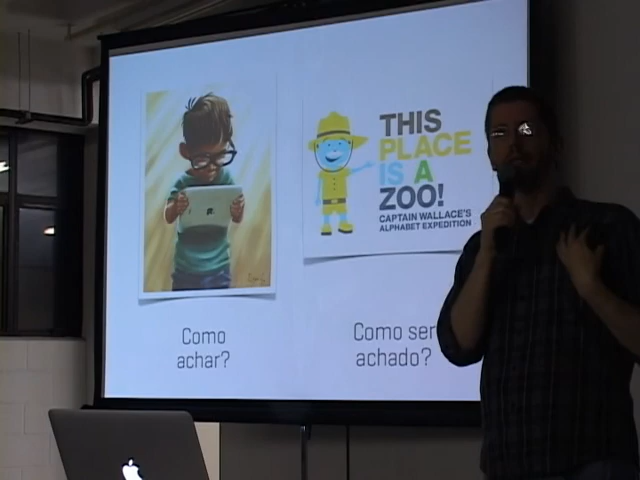 THIS
PLACE
IS A
ZOO!
CAPTAIN WALLACE'S
ALPHABET EXPEDITION
Como
achar?
Como ser
achado?